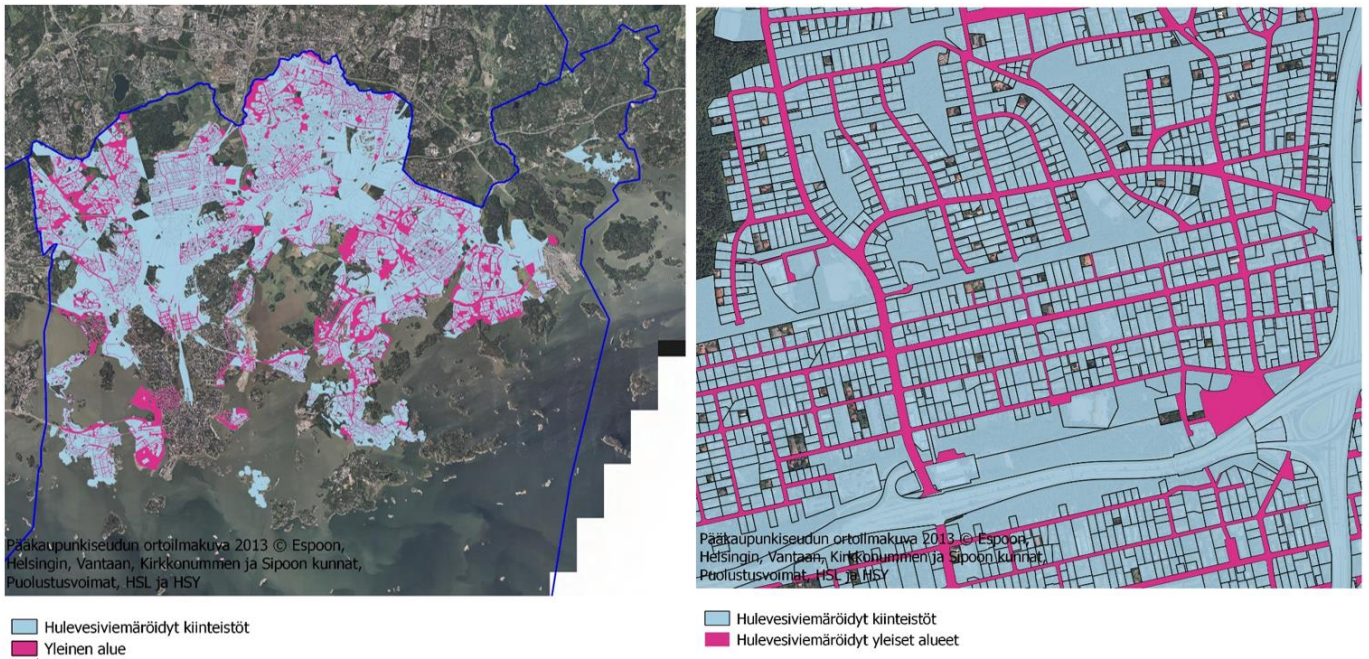 Pääkaupunkiseudun ortoilmakuva 2013 © Espoon,
Helsingin, Vantaan, Kirkkonummen ja Sipoon kunnat,
Puolustusvoimat, HSL ja HSY
Hulevesiviemäröidyt kiinteistöt
Yleinen alue
Pääkaupunkiseudun ortoilmakuva 2013 © Espoon,
Helsingin, Vantaan, Kirkkonummen ja Sipoon kunnat,
Puolustusvoimat, HSL ja HSY
Hulevesiviemäröidyt kiinteistöt
Hulevesiviemäröidyt yleiset alueet